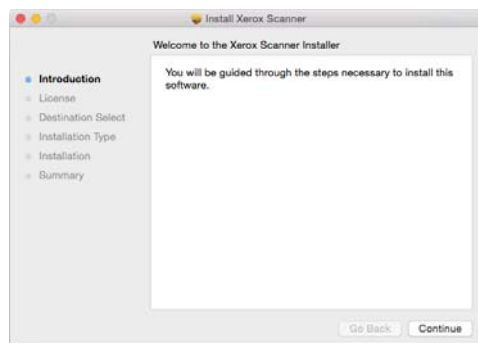 Install Xerox Scanner
Welcome to the Xerox Scanner Installer
Introduction
License
Destination Select
Installation Type
Installation
Summary
You will be guided through the steps necessary to install this
software.
Go Back
Continue